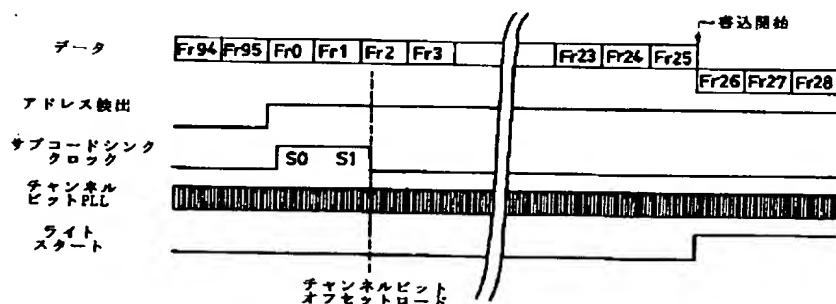 書込開始
データ
Fr94 Fr95 Fr0 Fr1 Fr2 Fr3 Fr23 Fr24 Fr25
Fr26 Fr27 Fr28
アドレス検出
サブコードシンク
クロック
S0 S1
チャンネル
ビットPLL
ライト
スタート
チャンネルビット
オフセットロード